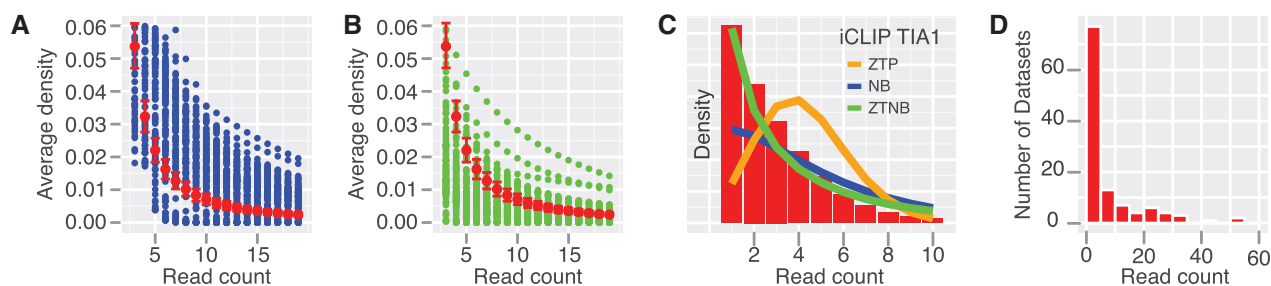 A
Average density
0.06
0.05
0.04
0.03
0.02
0.01
0.00
5
10
15
Read count
B
Average density
0.06
0.05
0.04
0.03
0.02
0.01
0.00
5
10
15
Read count
C
Density
iCLIP TIA1
ZTP
NB
ZTNB
2
4
6
8
10
Read count
D
Number of Datasets
60
40
20
0
0
20
40
60
Read count